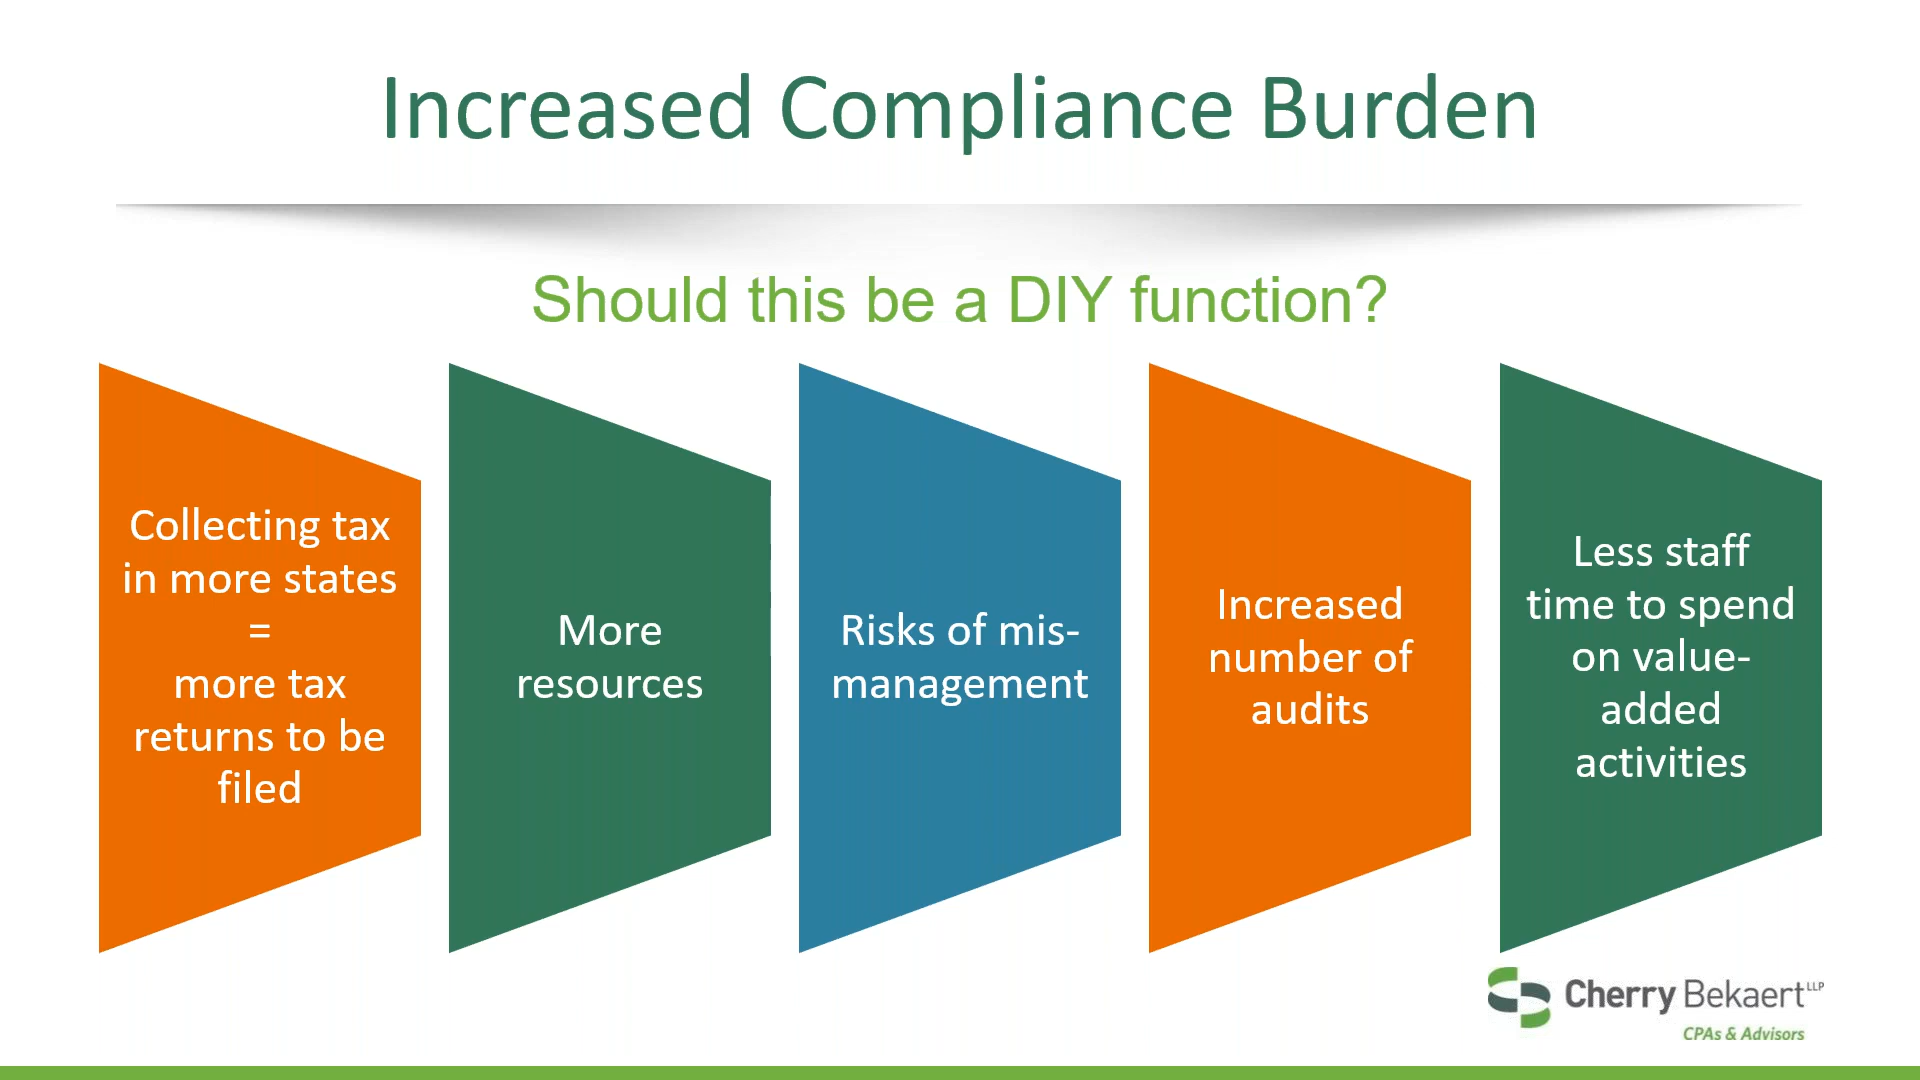 Increased Compliance Burden
Should this be a DIY function?
Collecting tax
in more states
=
more tax
returns to be
filed
More
resources
Risks of mis-
management
Increased
number of
audits
Less staff
time to spend
on value-
added
activities
Cherry Bekaert LLP
CPAs & Advisors